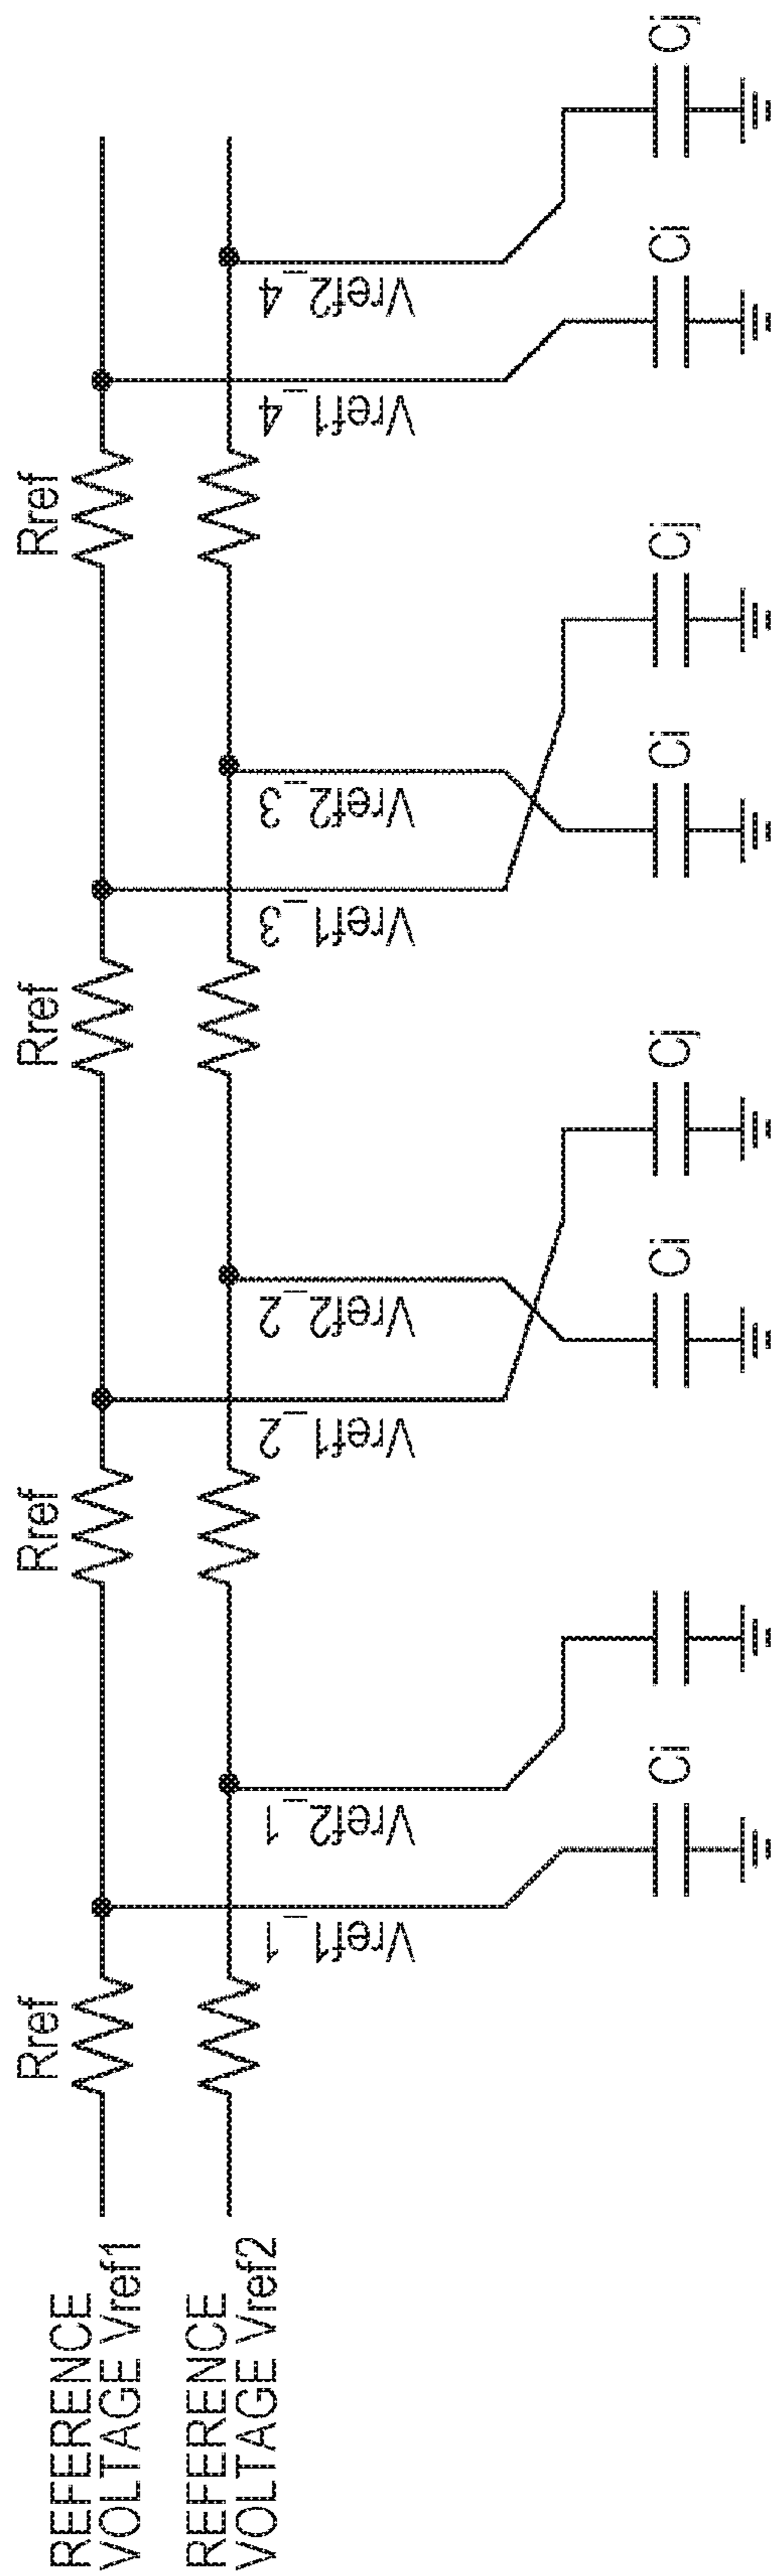 REFERENCE
VOLTAGE Vref1
REFERENCE
VOLTAGE Vref2
Rref
Rref
Rref
Rref
Vref1_1
Vref2_1
Vref1_2
Vref2_2
Vref1_3
Vref2_3
Vref1_4
Vref2_4
Ci
Ci
Cj
Ci
Cj
Ci
Cj